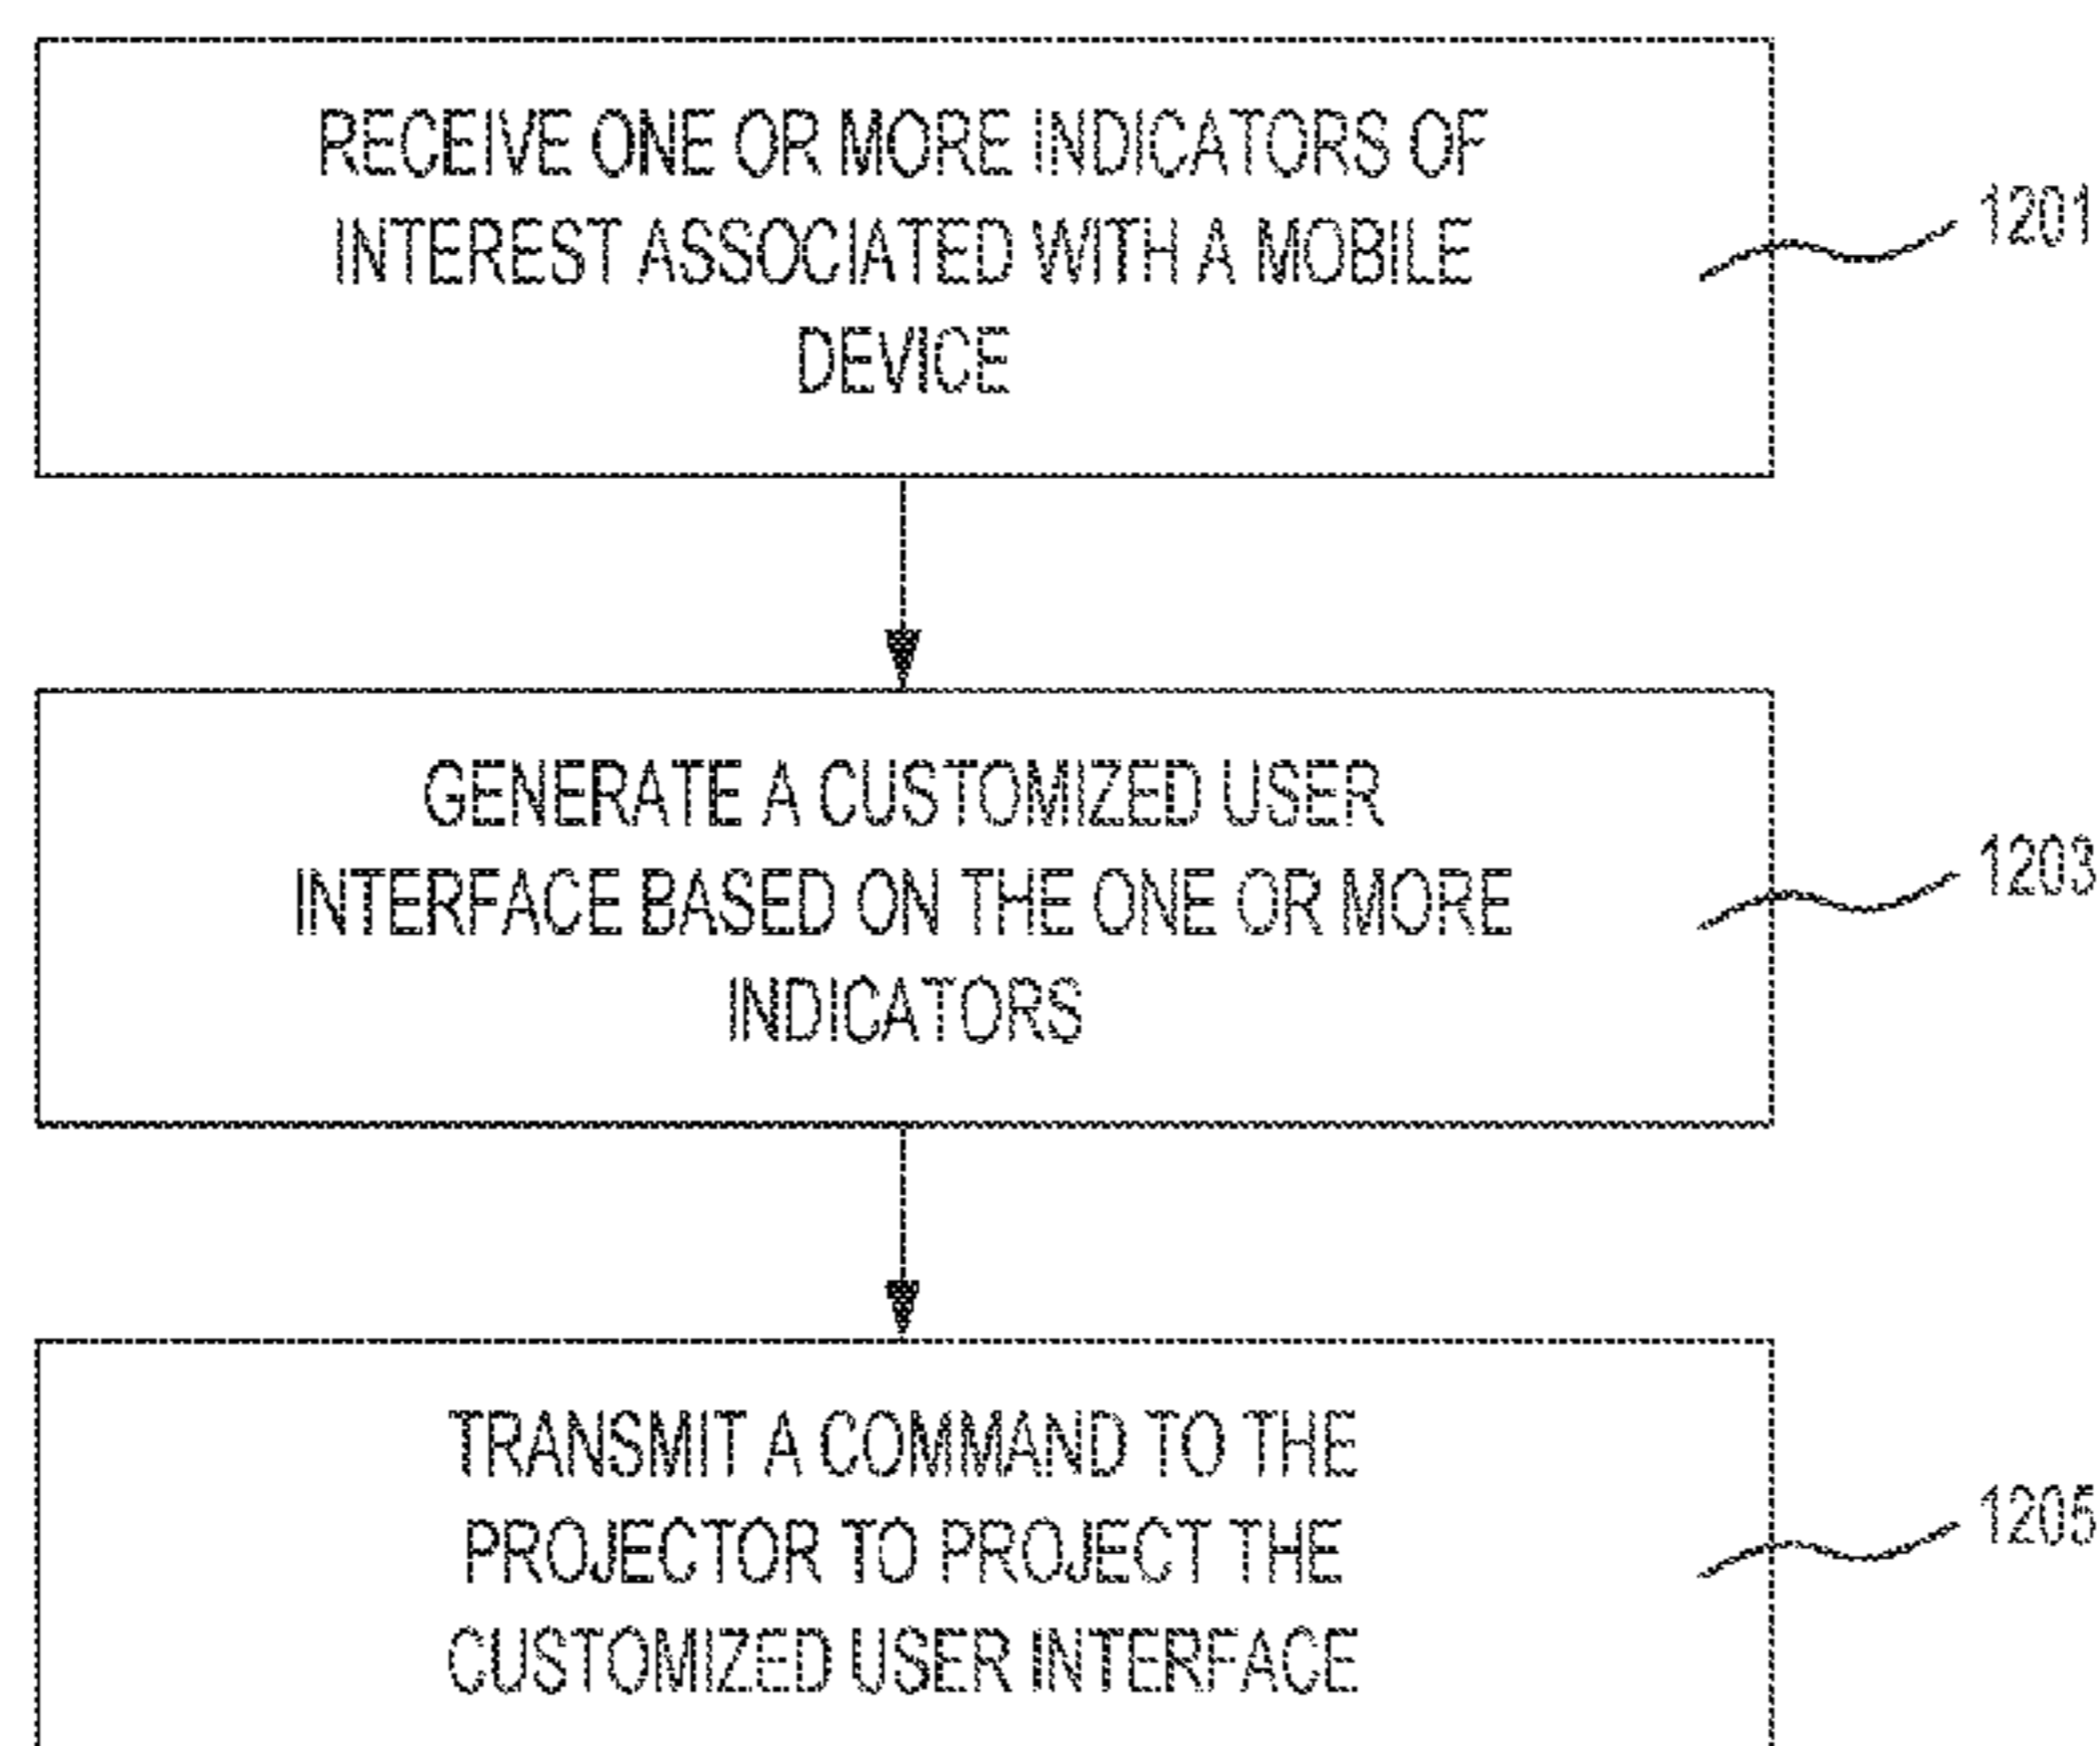 RECEIVE ONE OR MORE INDICATORS OF
INTEREST ASSOCIATED WITH A MOBILE
DEVICE
1201
GENERATE A CUSTOMIZED USER
INTERFACE BASED ON THE ONE OR MORE
INDICATORS
1203
TRANSMIT A COMMAND TO THE
PROJECTOR TO PROJECT THE
CUSTOMIZED USER INTERFACE
1205